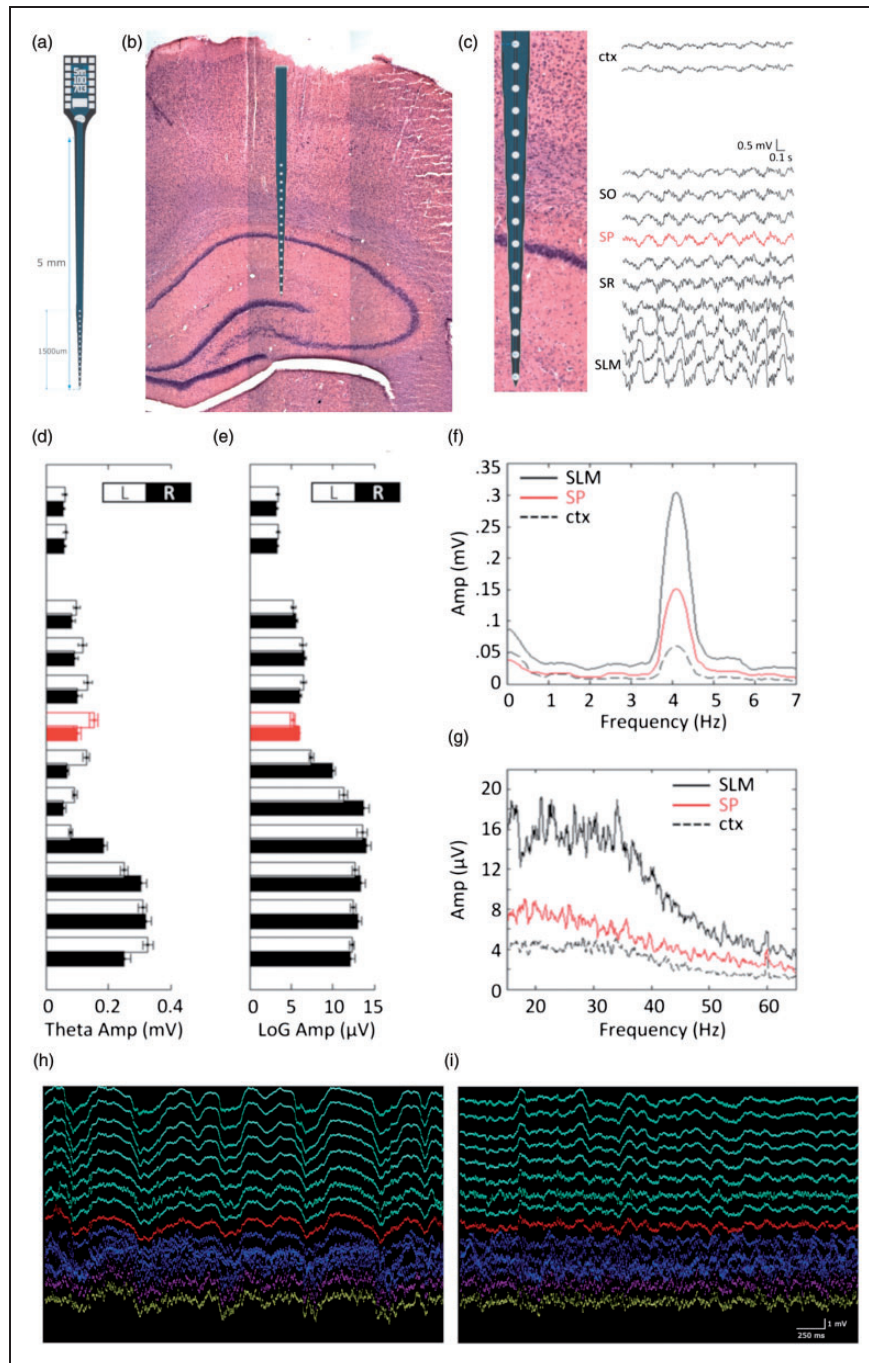 (a)
5m
100
703
5 mm
1500um
(b)
(c)
ctx
0.5 mV
0.1 s
SO
SP
SR
SLM
(d)
L R
0 0.2 0.4
Theta Amp (mV)
(e)
L R
0 5 10 15
LoG Amp (µV)
(f)
.35
.3
.25
.2
.15
.1
.05
0
Amp (mV)
SLM
SP
ctx
0 1 2 3 4 5 6 7
Frequency (Hz)
(g)
20
16
12
8
4
0
Amp (µV)
SLM
SP
ctx
20 30 40 50 60
Frequency (Hz)
(h)
(i)
1 mV
250 ms